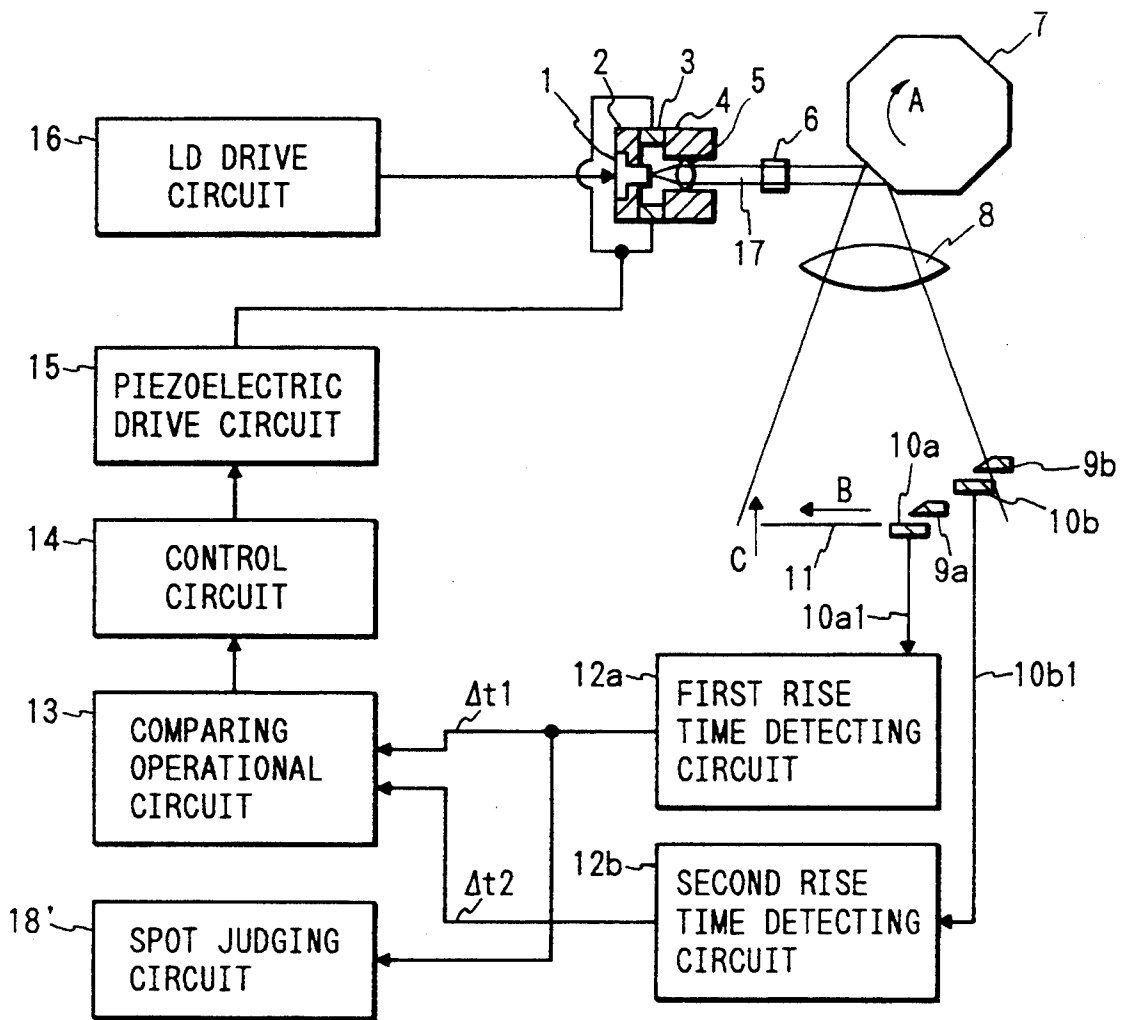 7
1
2
3
4
5
6
A
16
LD DRIVE
CIRCUIT
17
8
15
PIEZOELECTRIC
DRIVE CIRCUIT
10a
9b
B
10b
14
CONTROL
CIRCUIT
C
11
9a
10a1
12a
10b1
13
COMPARING
OPERATIONAL
CIRCUIT
Δt1
FIRST RISE
TIME DETECTING
CIRCUIT
12b
Δt2
SECOND RISE
TIME DETECTING
CIRCUIT
18'
SPOT JUDGING
CIRCUIT